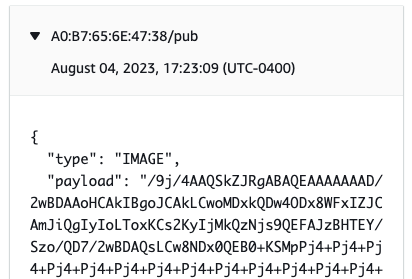 A0:B7:65:6E:47:38/pub
August 04, 2023, 17:23:09 (UTC-0400)
{
"type": "IMAGE",
"payload": "/9j/4AAQSkZJRgABAQEAAAAAAAD/
2wBDAAoHCAkIBgoJCAkLCwoMDxkQDw4ODx8WFxIZJC
AmJiQgIyIoLToxKCs2KyIjMkQzNjs9QEFAJzBHTEY/
Szo/QD7/2wBDAQsLCw8NDx0QEB0+KSMpPj4+Pj4+Pj
4+Pj4+Pj4+Pj4+Pj4+Pj4+Pj4+Pj4+Pj4+Pj4+Pj4+